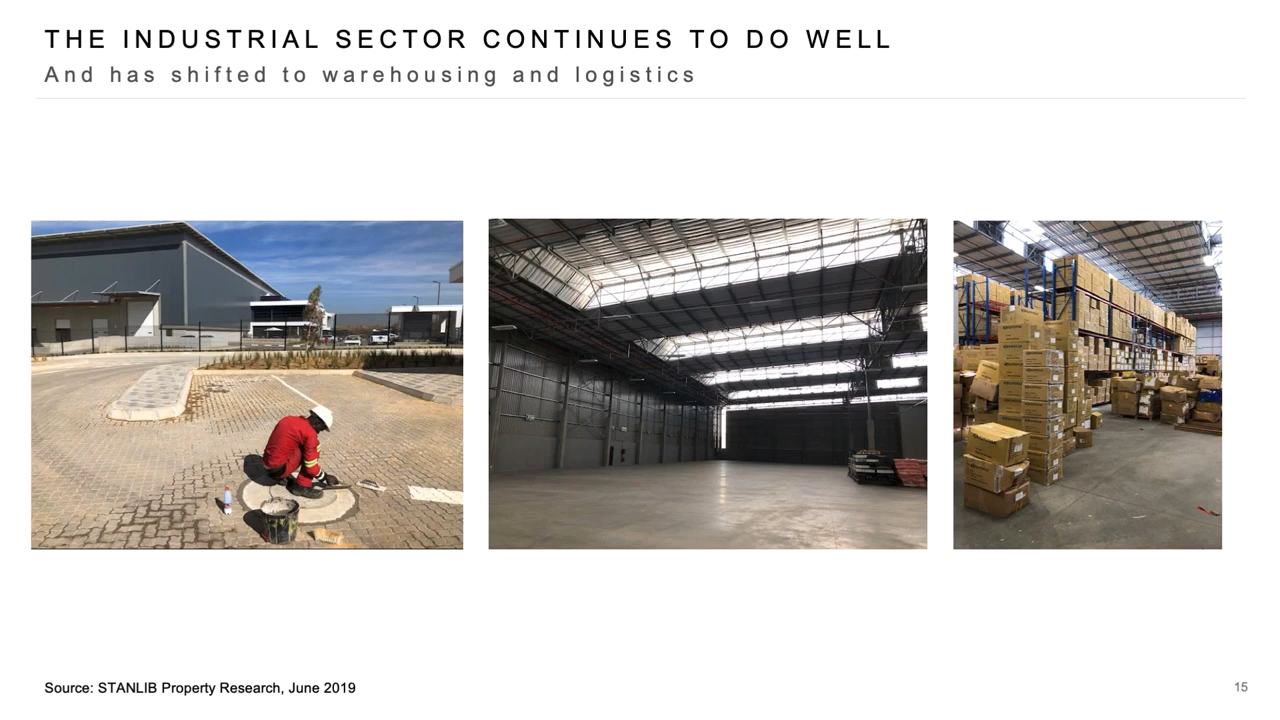 THE INDUSTRIAL SECTOR CONTINUES TO DO WELL
And has shifted to warehousing and logistics
Source: STANLIB Property Research, June 2019
15